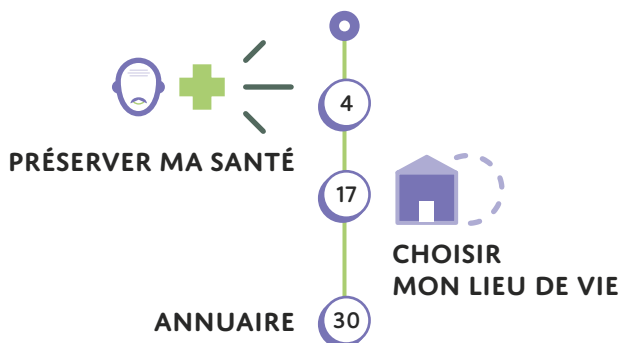 4
PRÉSERVER MA SANTÉ
17
CHOISIR
MON LIEU DE VIE
ANNUAIRE
30